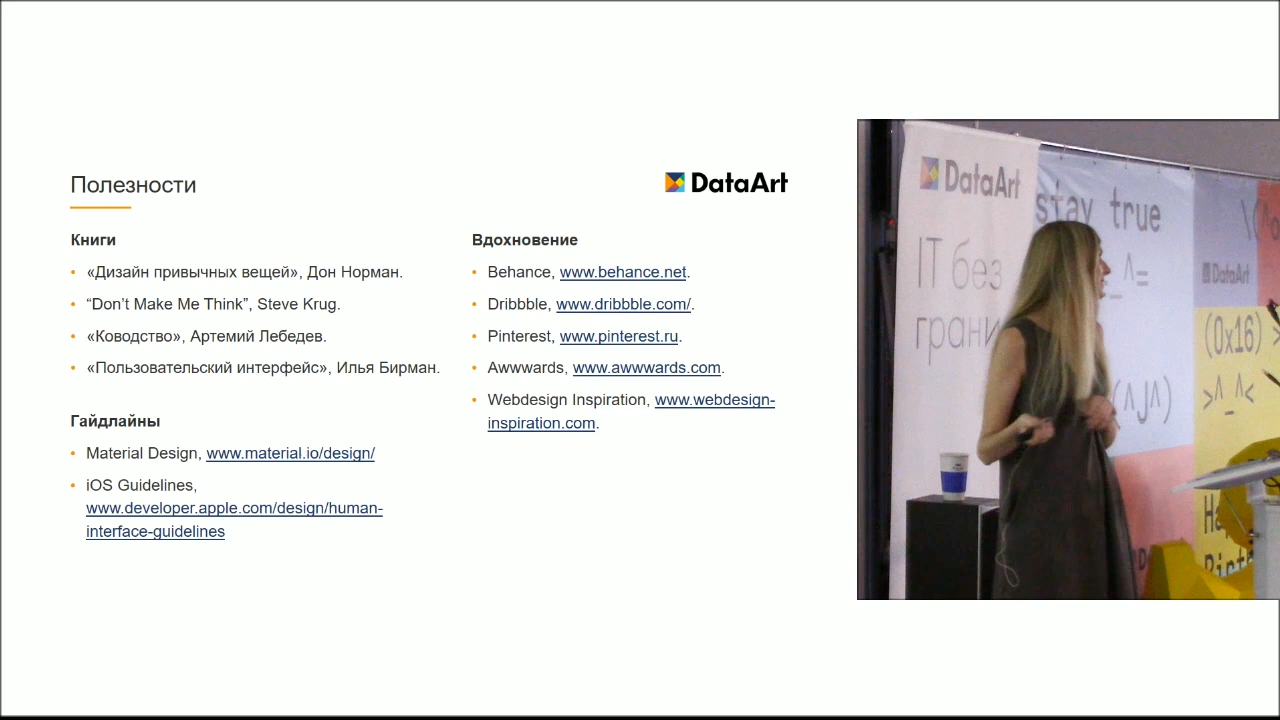 Полезности
DataArt
Книги
• «Дизайн привычных вещей», Дон Норман.
• “Don’t Make Me Think”, Steve Krug.
• «Ководство», Артемий Лебедев.
• «Пользовательский интерфейс», Илья Бирман.
Гайдлайны
• Material Design, www.material.io/design/
• iOS Guidelines,
www.developer.apple.com/design/human-
interface-guidelines
Вдохновение
• Behance, www.behance.net.
• Dribbble, www.dribbble.com/.
• Pinterest, www.pinterest.ru.
• Awwwards, www.awwwards.com.
• Webdesign Inspiration, www.webdesign-
inspiration.com.
DataArt
IT без
грани
stay true
_^=
(^J^)
DataArt
(0x16) >
>^_^<